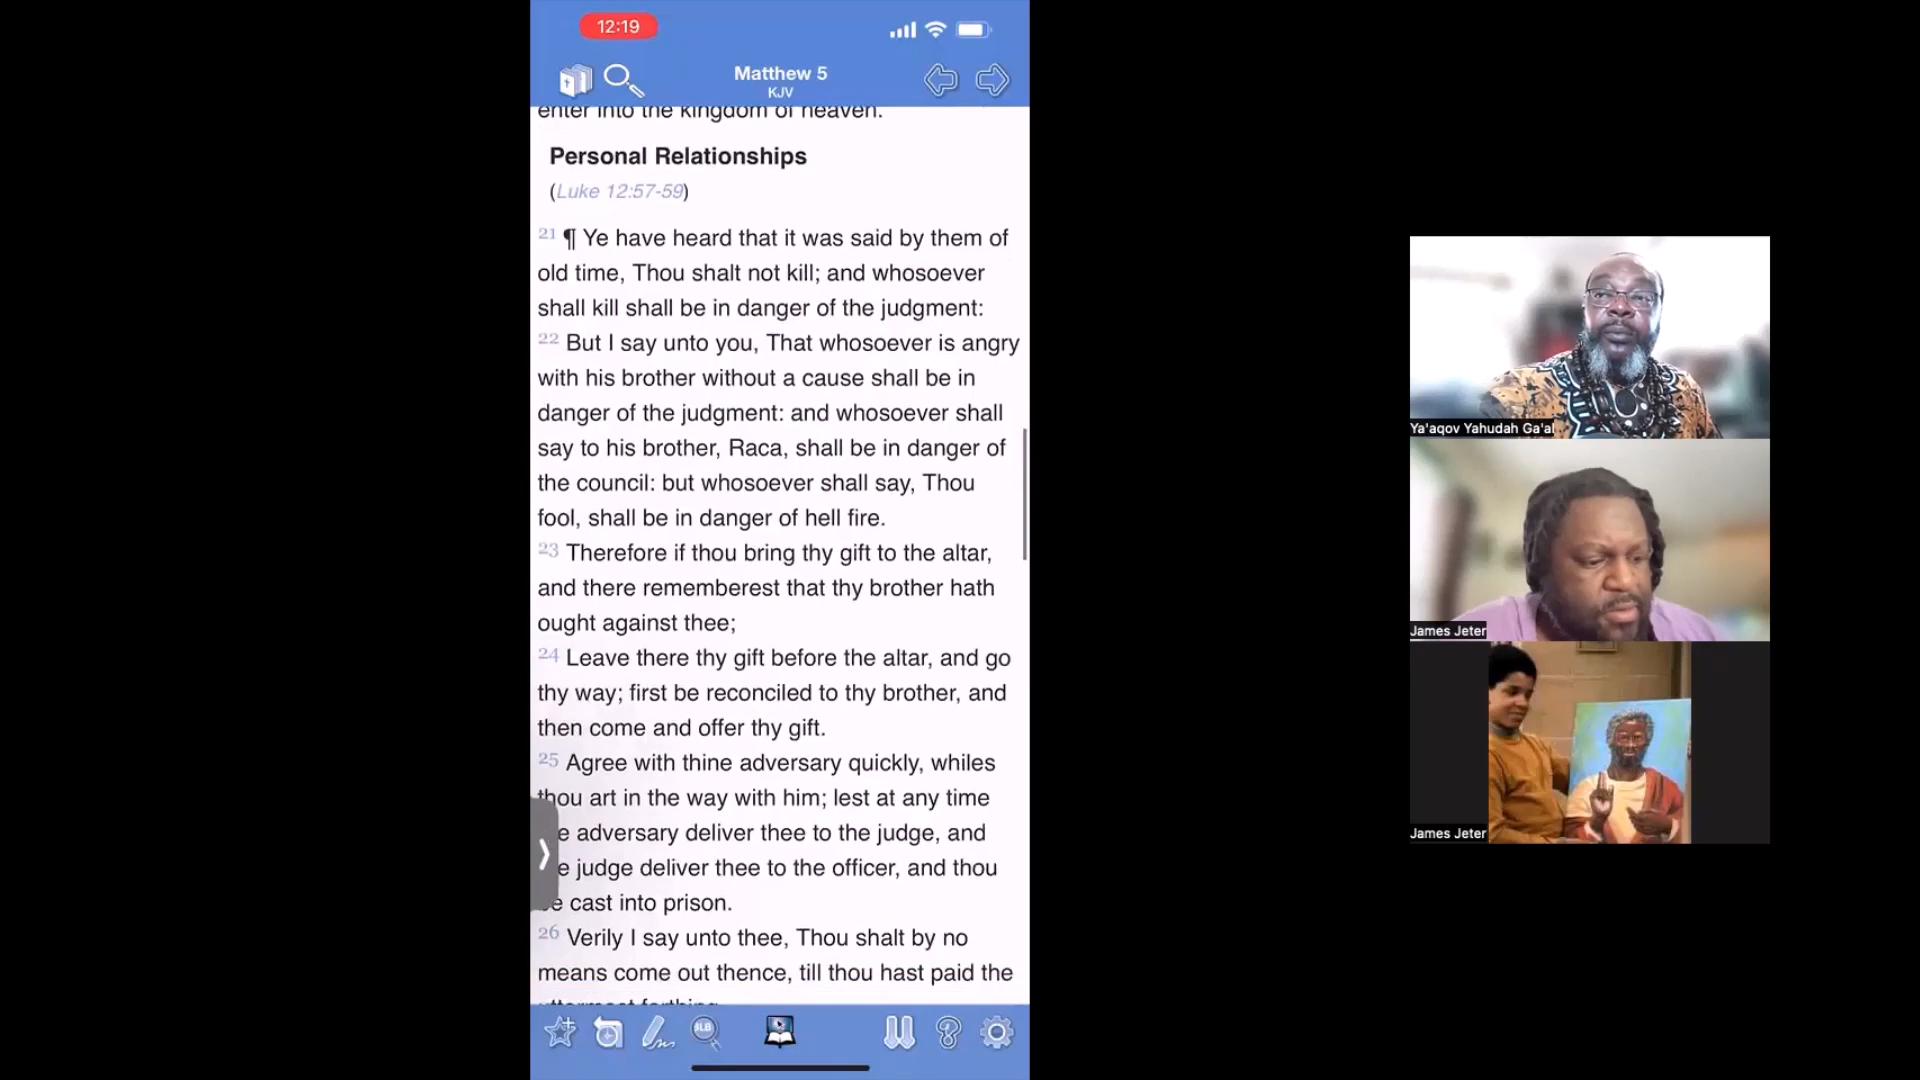 12:19
Matthew 5
KJV
enter into the kingdom of heaven.
Personal Relationships
(Luke 12:57-59)
21 ¶ Ye have heard that it was said by them of
old time, Thou shalt not kill; and whosoever
shall kill shall be in danger of the judgment:
22 But I say unto you, That whosoever is angry
with his brother without a cause shall be in
danger of the judgment: and whosoever shall
say to his brother, Raca, shall be in danger of
the council: but whosoever shall say, Thou
fool, shall be in danger of hell fire.
23 Therefore if thou bring thy gift to the altar,
and there rememberest that thy brother hath
ought against thee;
24 Leave there thy gift before the altar, and go
thy way; first be reconciled to thy brother, and
then come and offer thy gift.
25 Agree with thine adversary quickly, whiles
thou art in the way with him; lest at any time
e adversary deliver thee to the judge, and
e judge deliver thee to the officer, and thou
e cast into prison.
26 Verily I say unto thee, Thou shalt by no
means come out thence, till thou hast paid the
BLB
Ya'aqov Yahudah Ga'al
James Jeter
James Jeter